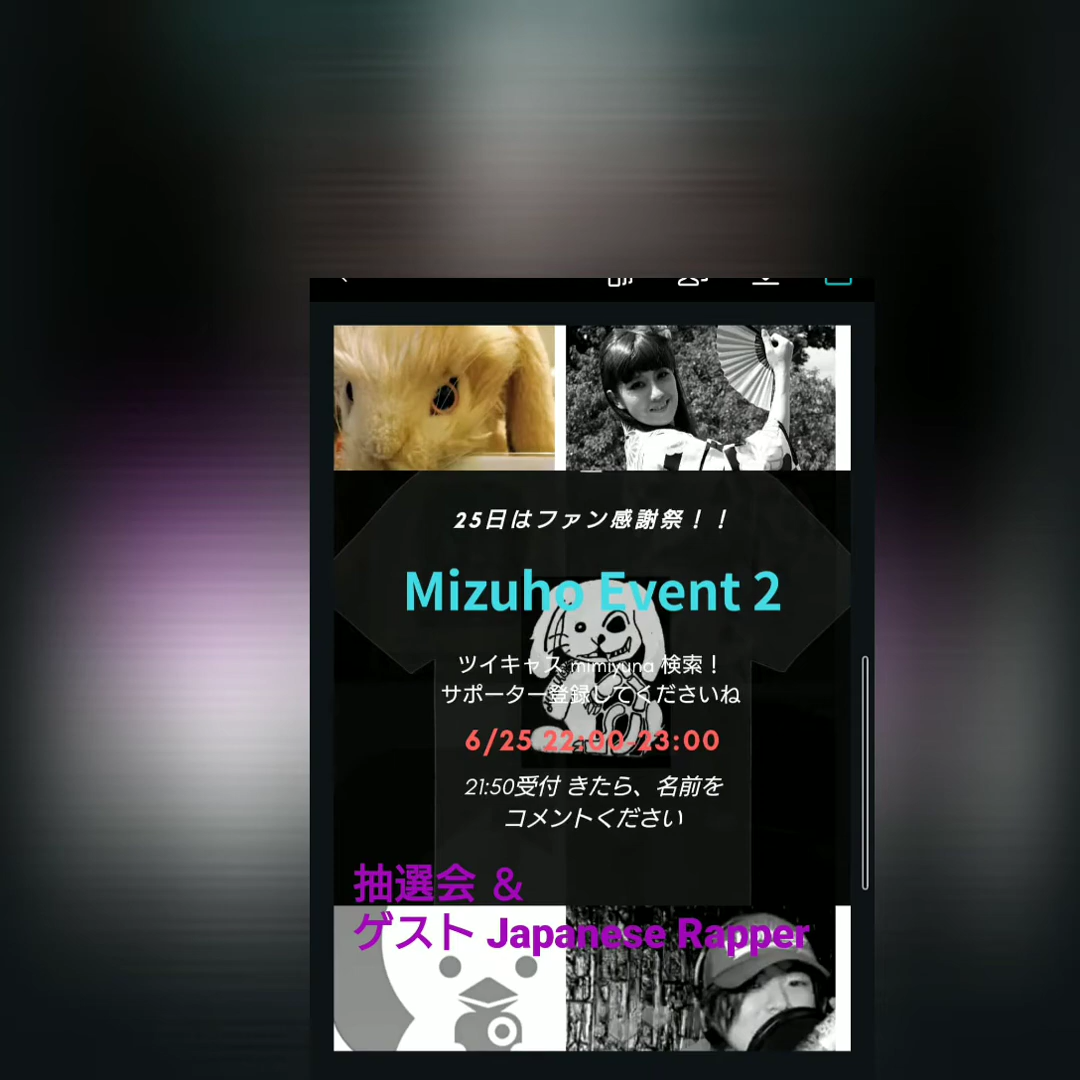 25日はファン感謝祭！！
Mizuho Event 2
ツイキャス mimiyuna 検索！
サポーター登録してくださいね
6/25 22:00-23:00
21:50受付 きたら、名前を
コメントください
抽選会 ＆
ゲスト Japanese Rapper